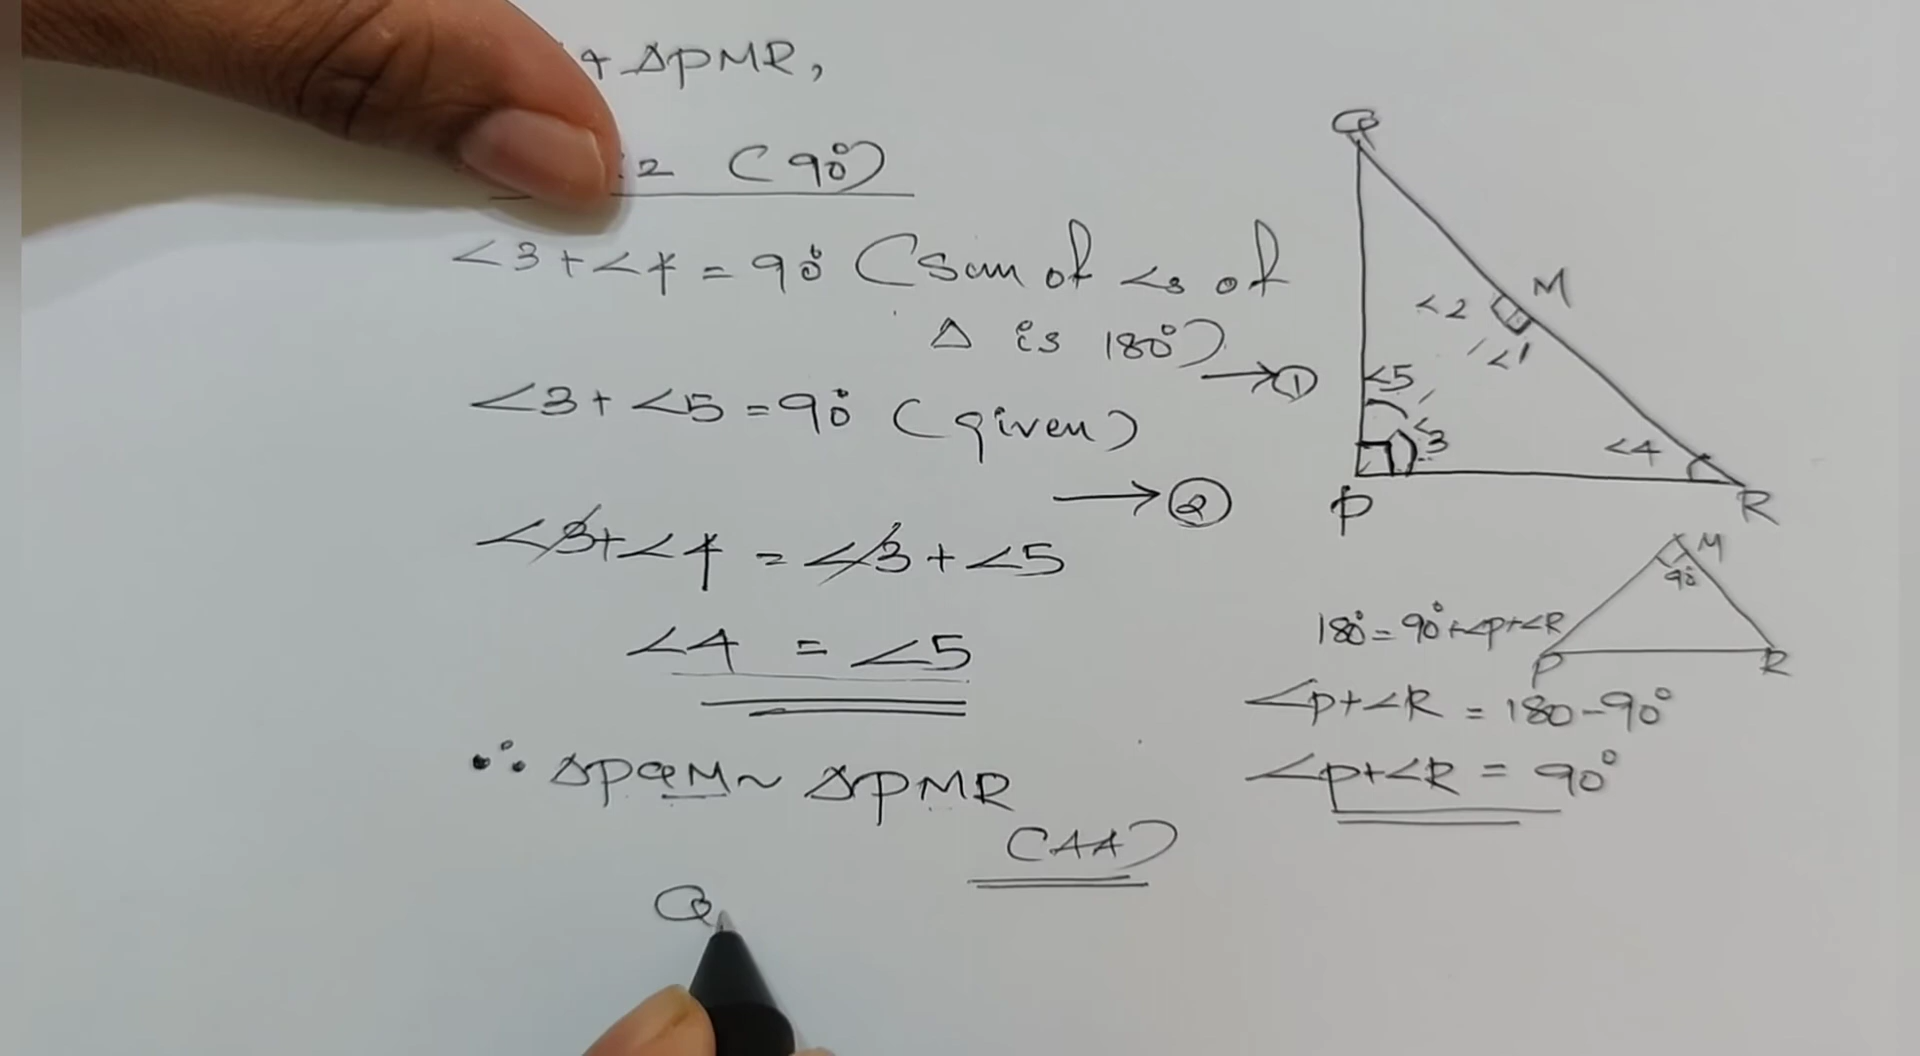 + ΔPMR,
2 (90°)
∠3+∠4 = 90° (Sum of ∠s of
Δ is 180°)
→ ①
∠3+∠5 = 90° (given)
→ ②
∠3+∠4 = ∠3+∠5
∠4 = ∠5
∴ ΔPQM ~ ΔPMR
(AA)
Q
Q
M
∠2
∠1
∠5
∠3
∠4
P
R
M
90°
180° = 90°+∠P+∠R
P
R
∠P+∠R = 180-90°
∠P+∠R = 90°